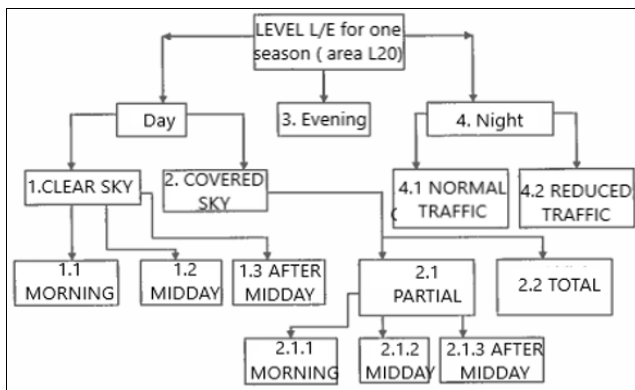 LEVEL L/E for one
season ( area L20)
Day
3. Evening
4. Night
1.CLEAR SKY
2. COVERED
SKY
4.1 NORMAL
TRAFFIC
4.2 REDUCED
TRAFFIC
1.1
MORNING
1.2
MIDDAY
1.3 AFTER
MIDDAY
2.1
PARTIAL
2.2 TOTAL
2.1.1
MORNING
2.1.2
MIDDAY
2.1.3 AFTER
MIDDAY